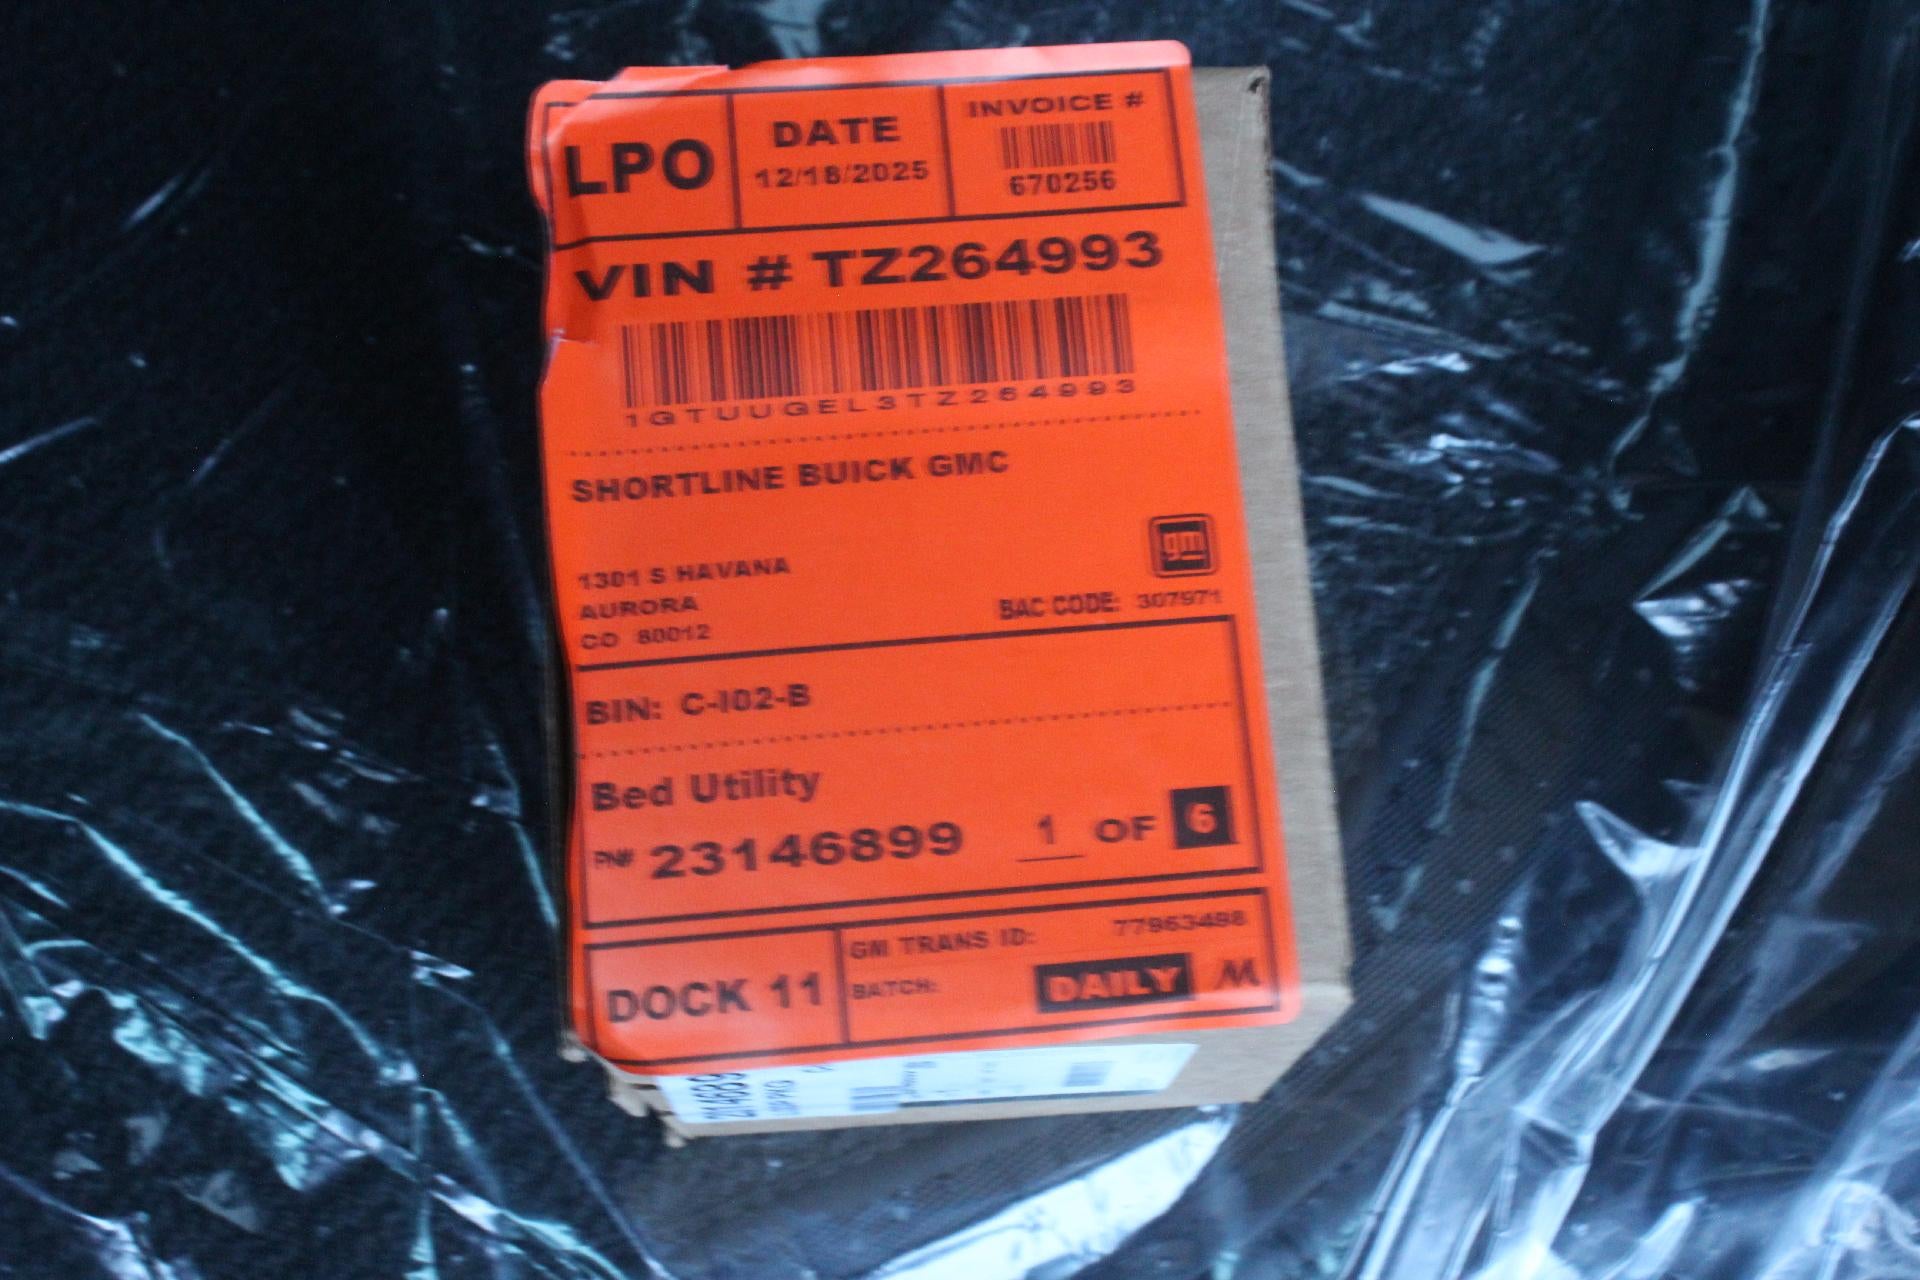 LPO
DATE
12/18/2025
INVOICE #
670256
VIN # TZ264993
1GTUUGEL3TZ264993
SHORTLINE BUICK GMC
gm
1301 S HAVANA
AURORA
CO 80012
BAC CODE: 307971
BIN: C-I02-B
Bed Utility
PN# 23146899 1 OF 6
DOCK 11
GM TRANS ID: 77963498
BATCH: DAILY M